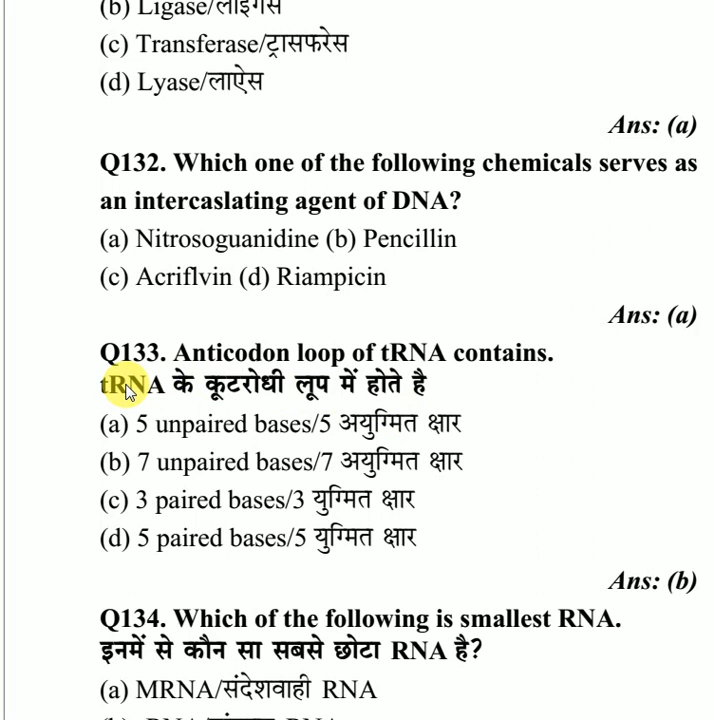 (b) Ligase/लाइगेस
(c) Transferase/ट्रासफरेस
(d) Lyase/लाऐस
Ans: (a)
Q132. Which one of the following chemicals serves as
an intercaslating agent of DNA?
(a) Nitrosoguanidine (b) Pencillin
(c) Acriflvin (d) Riampicin
Ans: (a)
Q133. Anticodon loop of tRNA contains.
tRNA के कूटरोधी लूप में होते है
(a) 5 unpaired bases/5 अयुग्मित क्षार
(b) 7 unpaired bases/7 अयुग्मित क्षार
(c) 3 paired bases/3 युग्मित क्षार
(d) 5 paired bases/5 युग्मित क्षार
Ans: (b)
Q134. Which of the following is smallest RNA.
इनमें से कौन सा सबसे छोटा RNA है?
(a) MRNA/संदेशवाही RNA